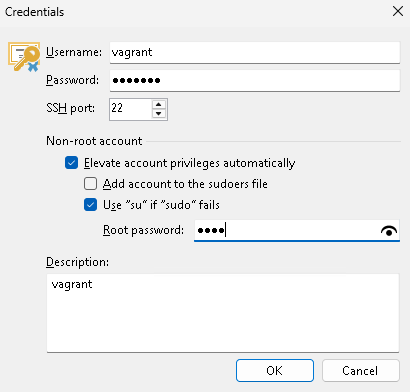 Credentials
Username: vagrant
Password: ●●●●●●●
SSH port: 22
Non-root account
Elevate account privileges automatically
Add account to the sudoers file
Use "su" if "sudo" fails
Root password: ●●●●
Description:
vagrant
OK Cancel